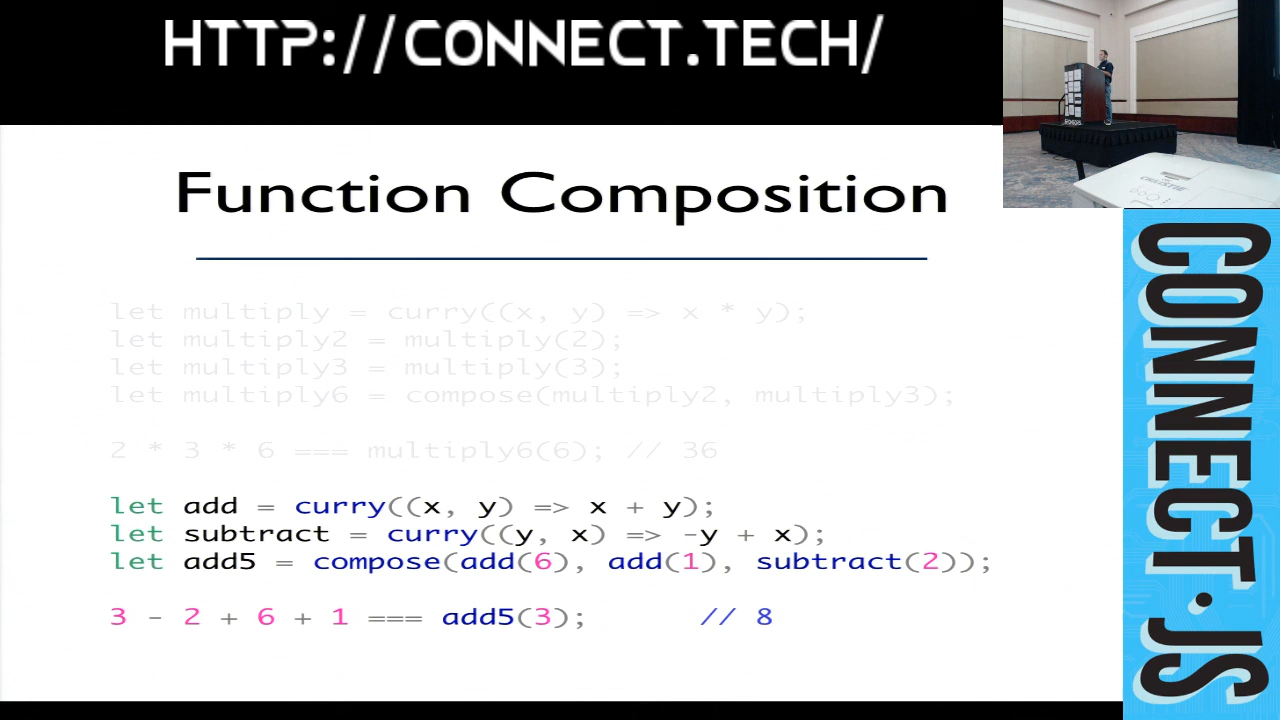 HTTP://CONNECT.TECH/
Function Composition
let multiply = curry((x, y) => x * y);
let multiply2 = multiply(2);
let multiply3 = multiply(3);
let multiply6 = compose(multiply2, multiply3);
2 * 3 * 6 === multiply6(6); // 36
let add = curry((x, y) => x + y);
let subtract = curry((y, x) => -y + x);
let add5 = compose(add(6), add(1), subtract(2));
3 - 2 + 6 + 1 === add5(3); // 8
CONNECT.JS
CHRISTIE
SPONSORS